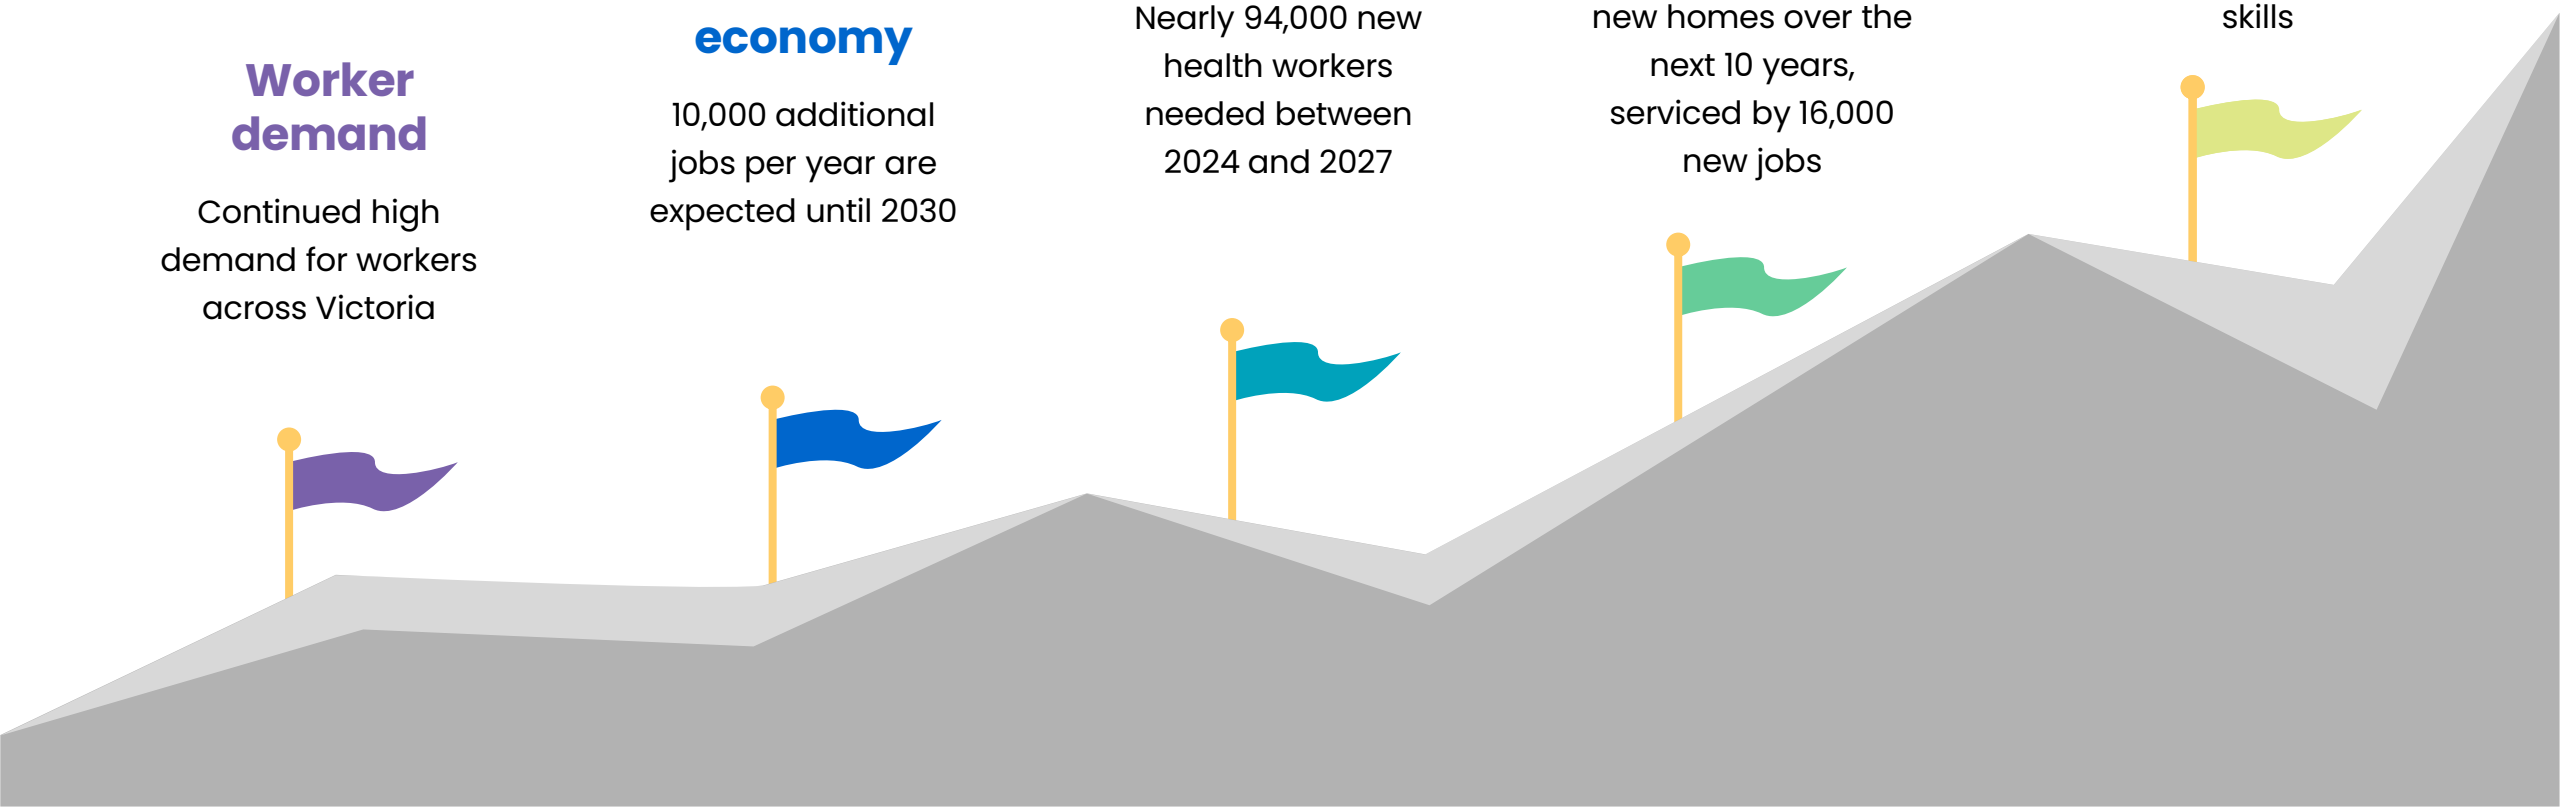 Worker
demand
Continued high
demand for workers
across Victoria
economy
10,000 additional
jobs per year are
expected until 2030
Nearly 94,000 new
health workers
needed between
2024 and 2027
new homes over the
next 10 years,
serviced by 16,000
new jobs
skills